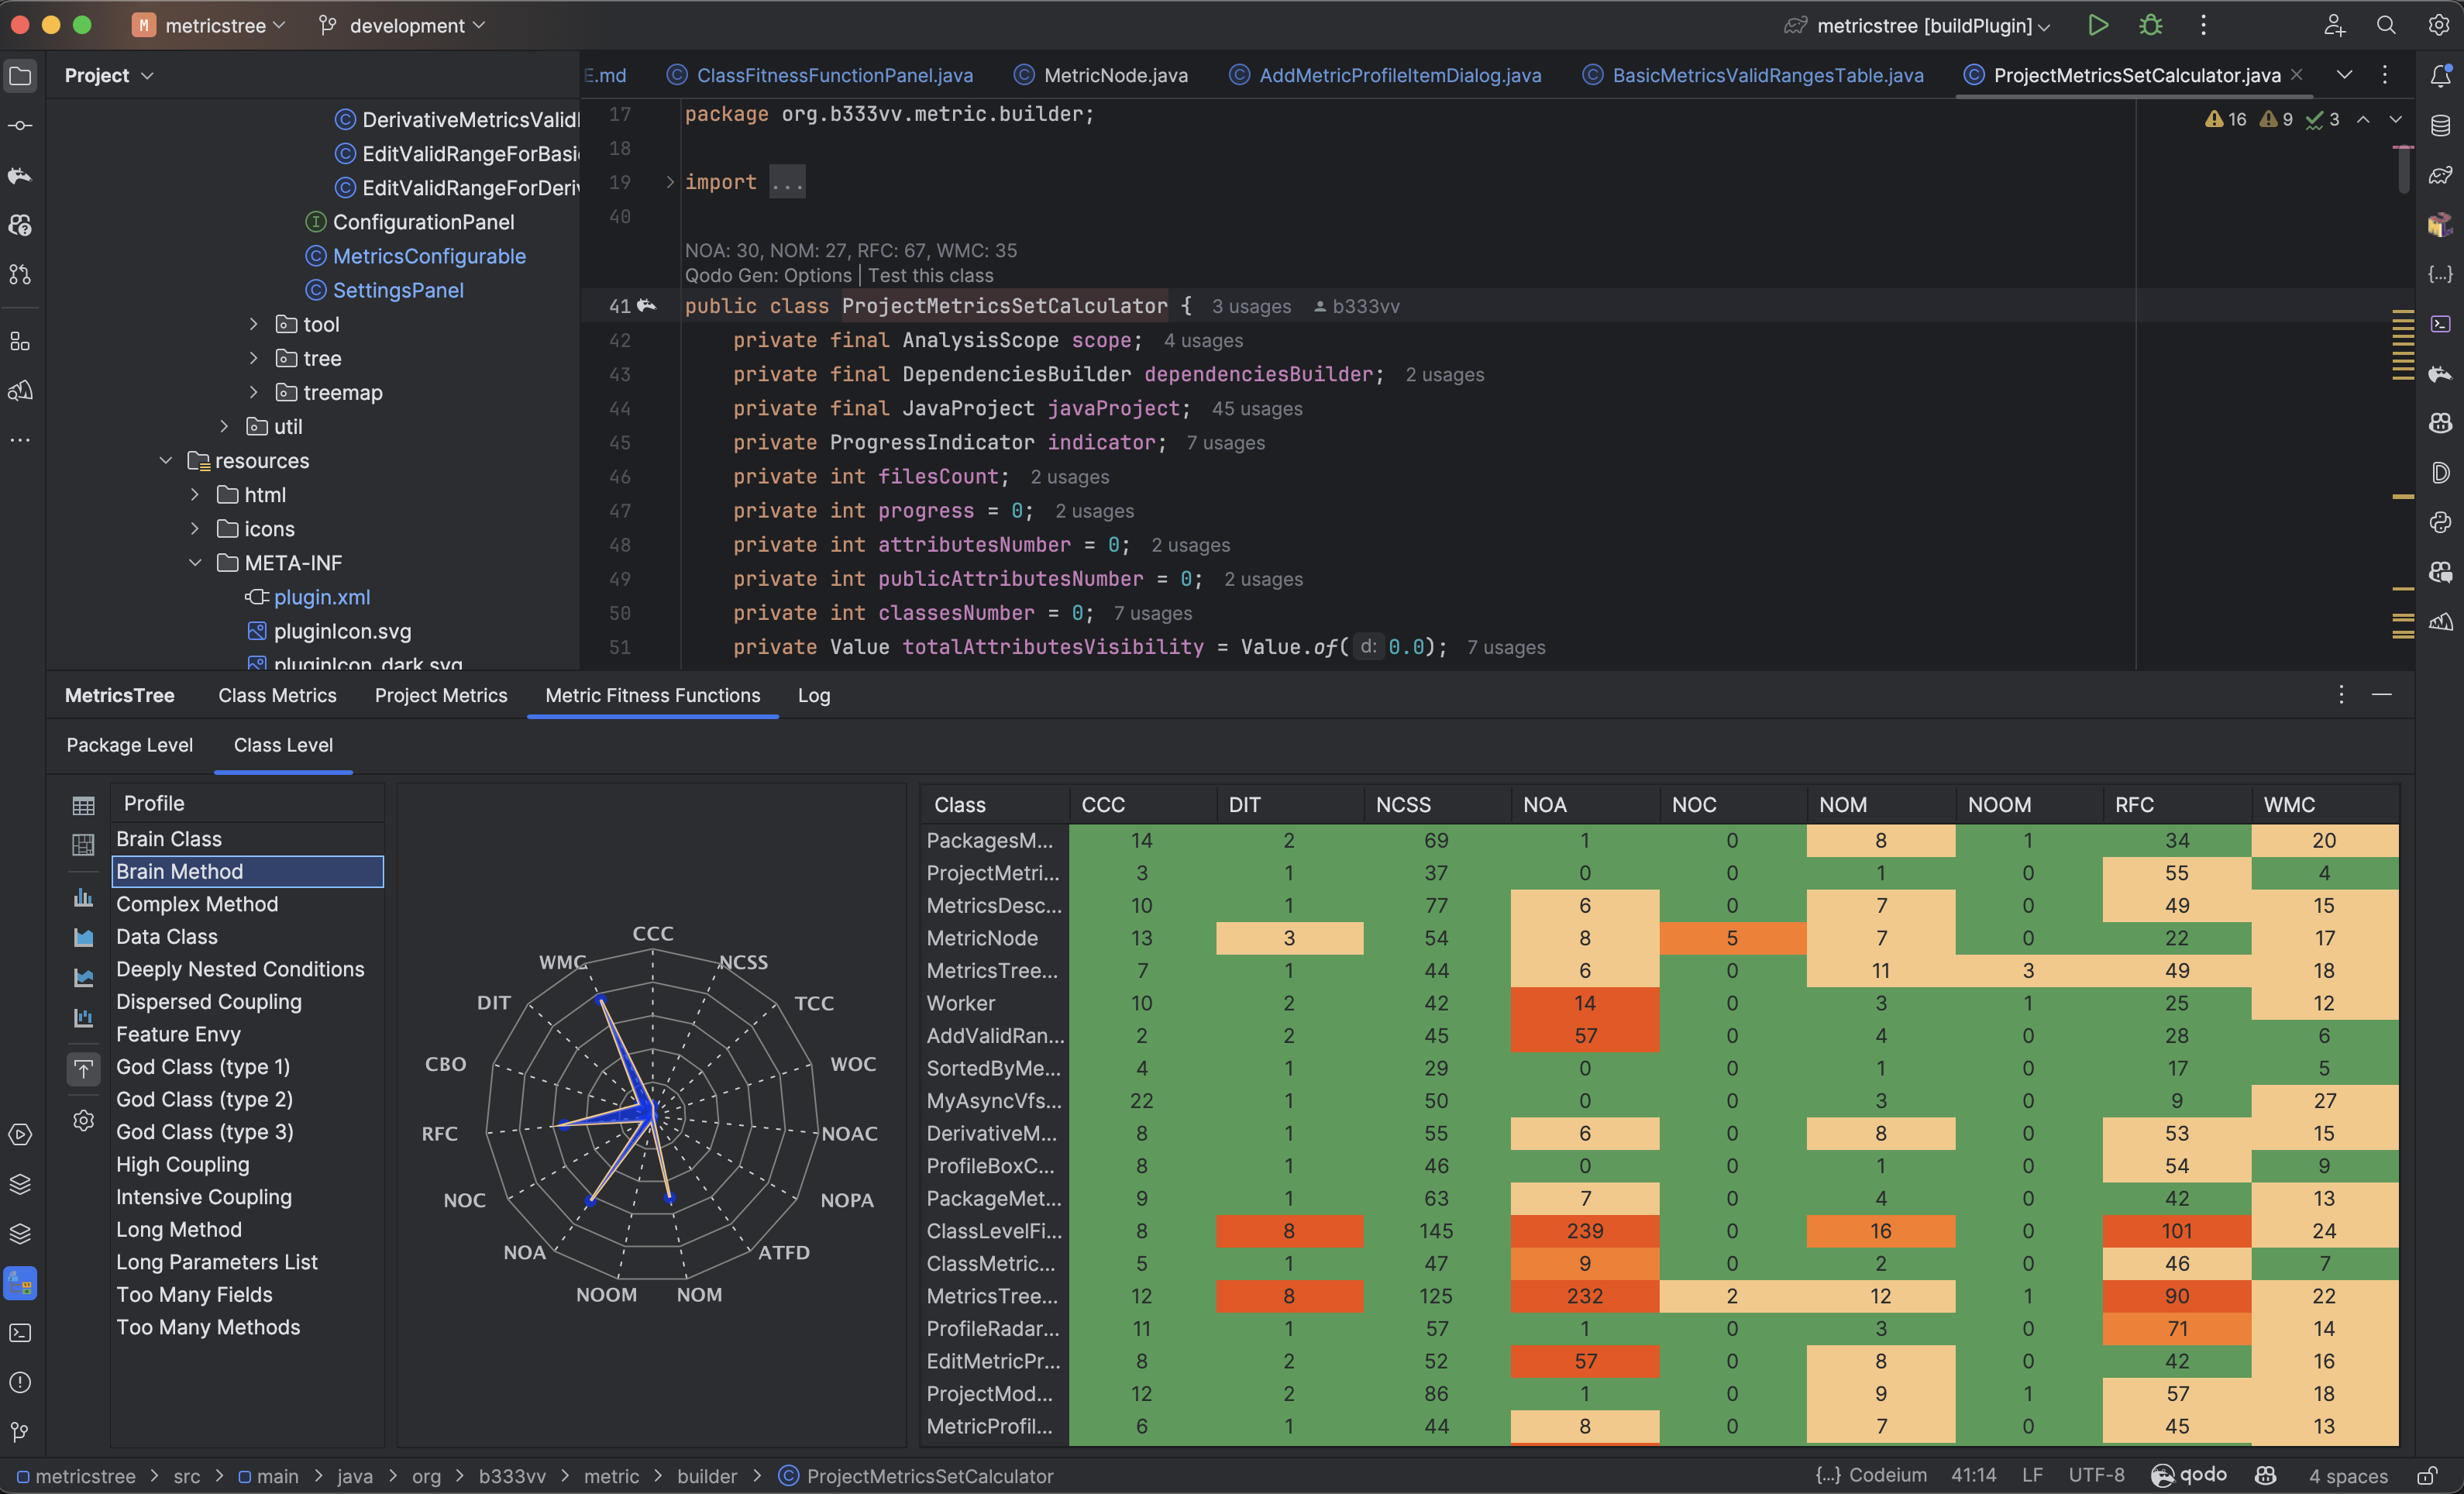 M metricstree development metricstree [buildPlugin]
Project
E.md ClassFitnessFunctionPanel.java MetricNode.java AddMetricProfileItemDialog.java BasicMetricsValidRangesTable.java ProjectMetricsSetCalculator.java
DerivativeMetricsValidI
EditValidRangeForBasi
EditValidRangeForDeriv
ConfigurationPanel
MetricsConfigurable
SettingsPanel
tool
tree
treemap
util
resources
html
icons
META-INF
plugin.xml
pluginIcon.svg
pluginIcon_dark.svg
16 9 3
17 package org.b333vv.metric.builder;
18
19 import ...
40
NOA: 30, NOM: 27, RFC: 67, WMC: 35
Qodo Gen: Options | Test this class
41 public class ProjectMetricsSetCalculator { 3 usages b333vv
42 private final AnalysisScope scope; 4 usages
43 private final DependenciesBuilder dependenciesBuilder; 2 usages
44 private final JavaProject javaProject; 45 usages
45 private ProgressIndicator indicator; 7 usages
46 private int filesCount; 2 usages
47 private int progress = 0; 2 usages
48 private int attributesNumber = 0; 2 usages
49 private int publicAttributesNumber = 0; 2 usages
50 private int classesNumber = 0; 7 usages
51 private Value totalAttributesVisibility = Value.of( d: 0.0); 7 usages
MetricsTree Class Metrics Project Metrics Metric Fitness Functions Log
Package Level Class Level
Profile
Brain Class
Brain Method
Complex Method
Data Class
Deeply Nested Conditions
Dispersed Coupling
Feature Envy
God Class (type 1)
God Class (type 2)
God Class (type 3)
High Coupling
Intensive Coupling
Long Method
Long Parameters List
Too Many Fields
Too Many Methods
CCC
WMC NCSS
DIT TCC
CBO WOC
RFC NOAC
NOC NOPA
NOA ATFD
NOOM NOM
Class CCC DIT NCSS NOA NOC NOM NOOM RFC WMC
PackagesM... 14 2 69 1 0 8 1 34 20
ProjectMetri... 3 1 37 0 0 1 0 55 4
MetricsDesc... 10 1 77 6 0 7 0 49 15
MetricNode 13 3 54 8 5 7 0 22 17
MetricsTree... 7 1 44 6 0 11 3 49 18
Worker 10 2 42 14 0 3 1 25 12
AddValidRan... 2 2 45 57 0 4 0 28 6
SortedByMe... 4 1 29 0 0 1 0 17 5
MyAsyncVfs... 22 1 50 0 0 3 0 9 27
DerivativeM... 8 1 55 6 0 8 0 53 15
ProfileBoxC... 8 1 46 0 0 1 0 54 9
PackageMet... 9 1 63 7 0 4 0 42 13
ClassLevelFi... 8 8 145 239 0 16 0 101 24
ClassMetric... 5 1 47 9 0 2 0 46 7
MetricsTree... 12 8 125 232 2 12 1 90 22
ProfileRadar... 11 1 57 1 0 3 0 71 14
EditMetricPr... 8 2 52 57 0 8 0 42 16
ProjectMod... 12 2 86 1 0 9 1 57 18
MetricProfil... 6 1 44 8 0 7 0 45 13
metricstree > src > main > java > org > b333vv > metric > builder > ProjectMetricsSetCalculator {...} Codeium 41:14 LF UTF-8 qodo 4 spaces